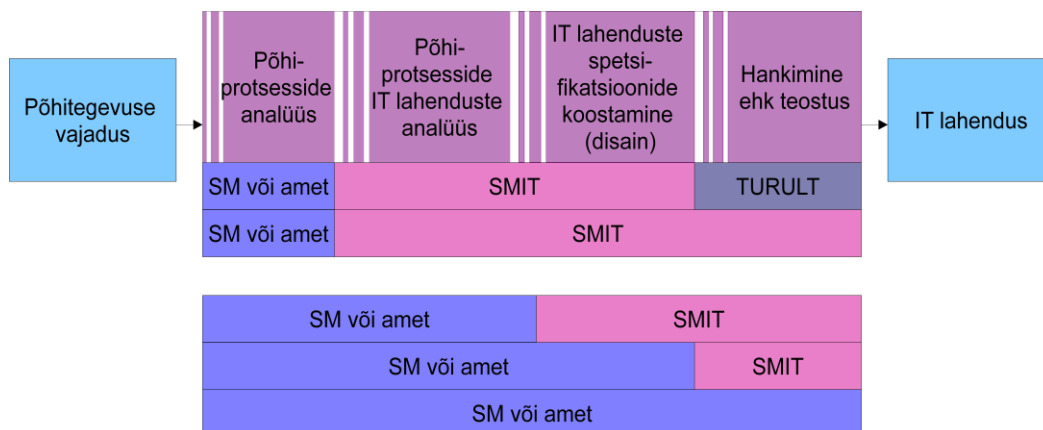 Põhitegevuse
vajadus
Põhi-
protsesside
analüüs
Põhi-
protsesside
IT lahenduste
analüüs
IT lahenduste
spetsi-
fikatsioonide
koostamine
(disain)
Hankimine
ehk teostus
IT lahendus
SM või amet
SMIT
TURULT
SM või amet
SMIT
SM või amet
SMIT
SM või amet
SMIT
SM või amet